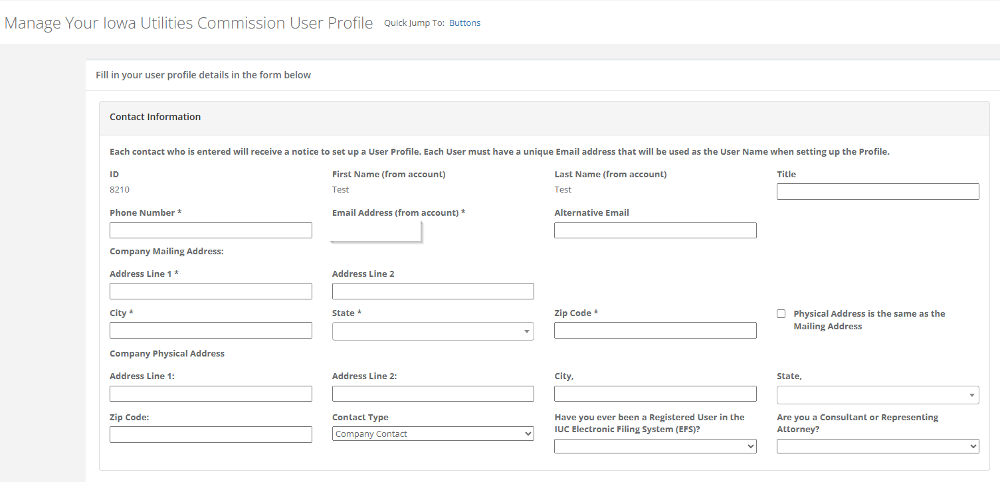 Manage Your Iowa Utilities Commission User Profile Quick Jump To: Buttons
Fill in your user profile details in the form below
Contact Information
Each contact who is entered will receive a notice to set up a User Profile. Each User must have a unique Email address that will be used as the User Name when setting up the Profile.
ID First Name (from account) Last Name (from account) Title
8210 Test Test
Phone Number * Email Address (from account) * Alternative Email
Company Mailing Address:
Address Line 1 * Address Line 2
City * State * Zip Code * Physical Address is the same as the
Mailing Address
Company Physical Address
Address Line 1: Address Line 2: City, State,
Zip Code: Contact Type Have you ever been a Registered User in the Are you a Consultant or Representing
IUC Electronic Filing System (EFS)? Attorney?
Company Contact